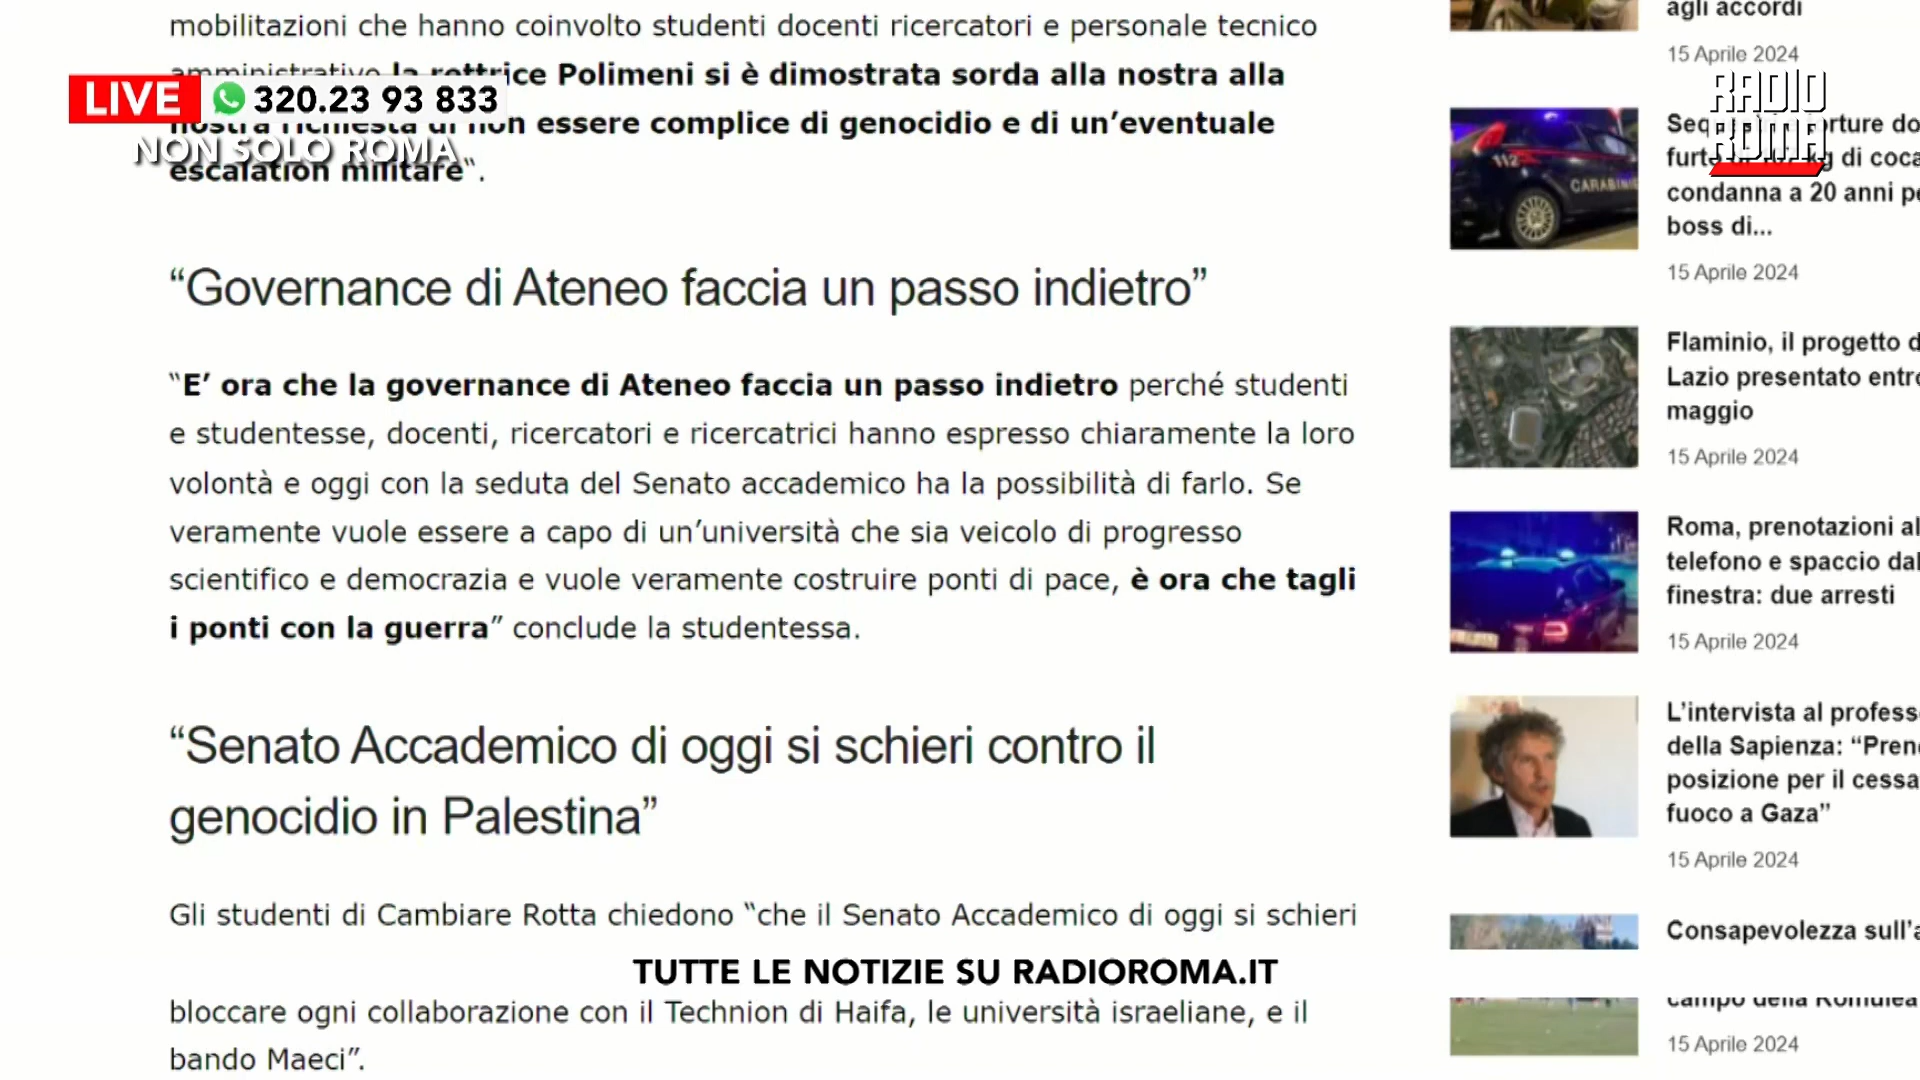 mobilitazioni che hanno coinvolto studenti docenti ricercatori e personale tecnico
amministrativo la rettrice Polimeni si è dimostrata sorda alla nostra alla
nostra richiesta di non essere complice di genocidio e di un’eventuale
escalation militare“.
LIVE 320.23 93 833
NON SOLO ROMA
“Governance di Ateneo faccia un passo indietro”
“E’ ora che la governance di Ateneo faccia un passo indietro perché studenti
e studentesse, docenti, ricercatori e ricercatrici hanno espresso chiaramente la loro
volontà e oggi con la seduta del Senato accademico ha la possibilità di farlo. Se
veramente vuole essere a capo di un’università che sia veicolo di progresso
scientifico e democrazia e vuole veramente costruire ponti di pace, è ora che tagli
i ponti con la guerra” conclude la studentessa.
“Senato Accademico di oggi si schieri contro il
genocidio in Palestina”
Gli studenti di Cambiare Rotta chiedono “che il Senato Accademico di oggi si schieri
TUTTE LE NOTIZIE SU RADIOROMA.IT
bloccare ogni collaborazione con il Technion di Haifa, le università israeliane, e il
bando Maeci”.
agli accordi
15 Aprile 2024
RADIO
ROMA
112
CARABINIE
di coca
condanna a 20 anni pe
boss di...
15 Aprile 2024
Flaminio, il progetto d
Lazio presentato entro
maggio
15 Aprile 2024
Roma, prenotazioni al
telefono e spaccio dal
finestra: due arresti
15 Aprile 2024
L’intervista al profess
della Sapienza: “Pren
posizione per il cessa
fuoco a Gaza”
15 Aprile 2024
Consapevolezza sull’a
campo della Romulea
15 Aprile 2024